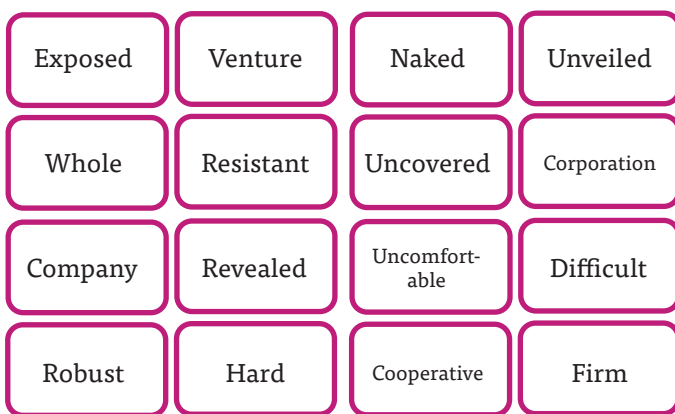 Exposed Venture Naked Unveiled
Whole Resistant Uncovered Corporation
Company Revealed Uncomfort-
able Difficult
Robust Hard Cooperative Firm